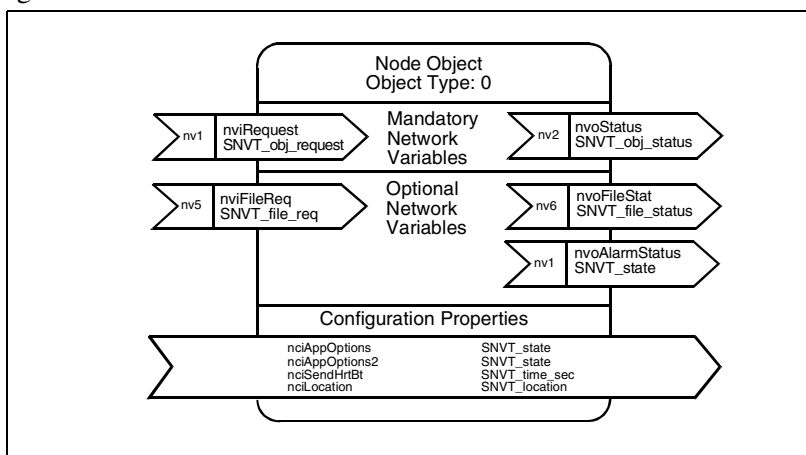 Node Object
Object Type: 0
nv1
nviRequest
SNVT_obj_request
Mandatory
Network
Variables
nv2
nvoStatus
SNVT_obj_status
nv5
nviFileReq
SNVT_file_req
Optional
Network
Variables
nv6
nvoFileStat
SNVT_file_status
nv1
nvoAlarmStatus
SNVT_state
Configuration Properties
nciAppOptions SNVT_state
nciAppOptions2 SNVT_state
nciSendHrtBt SNVT_time_sec
nciLocation SNVT_location